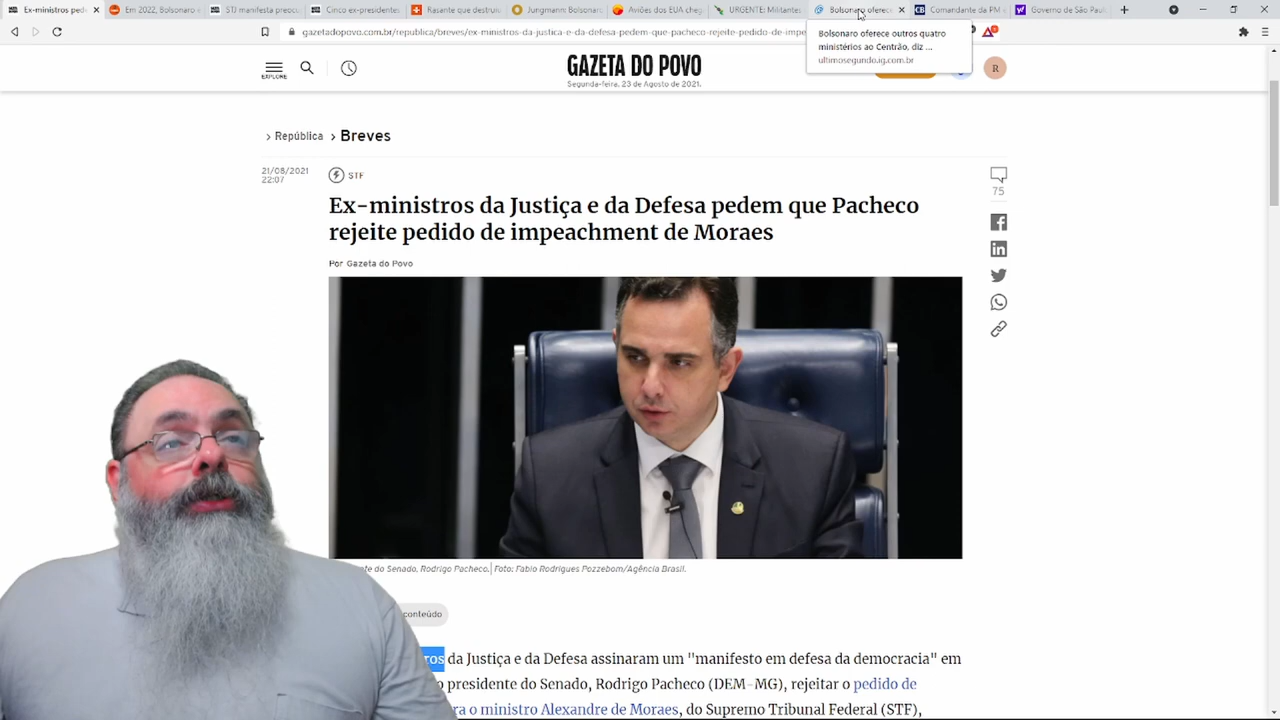 Ex-ministros pede
Em 2022, Bolsonaro e
STJ manifesta preocu
Cinco ex-presidentes
Rasante que destruiu
Jungmann: Bolsonaro
Aviões dos EUA cheg
URGENTE: Militantes
Bolsonaro oferece
Comandante da PM
Governo de São Paul
gazetadopovo.com.br/republica/breves/ex-ministros-da-justica-e-da-defesa-pedem-que-pacheco-rejeite-pedido-de-impe
Bolsonaro oferece outros quatro
ministérios ao Centrão, diz ...
ultimosegundo.ig.com.br
EXPLORE
GAZETA DO POVO
Segunda-feira, 23 de Agosto de 2021.
R
> República > Breves
21/08/2021
22:07
STF
75
Ex-ministros da Justiça e da Defesa pedem que Pacheco
rejeite pedido de impeachment de Moraes
Por Gazeta do Povo
te do Senado, Rodrigo Pacheco.| Foto: Fabio Rodrigues Pozzebom/Agência Brasil.
conteúdo
ros da Justiça e da Defesa assinaram um "manifesto em defesa da democracia" em
o presidente do Senado, Rodrigo Pacheco (DEM-MG), rejeitar o pedido de
ra o ministro Alexandre de Moraes, do Supremo Tribunal Federal (STF),